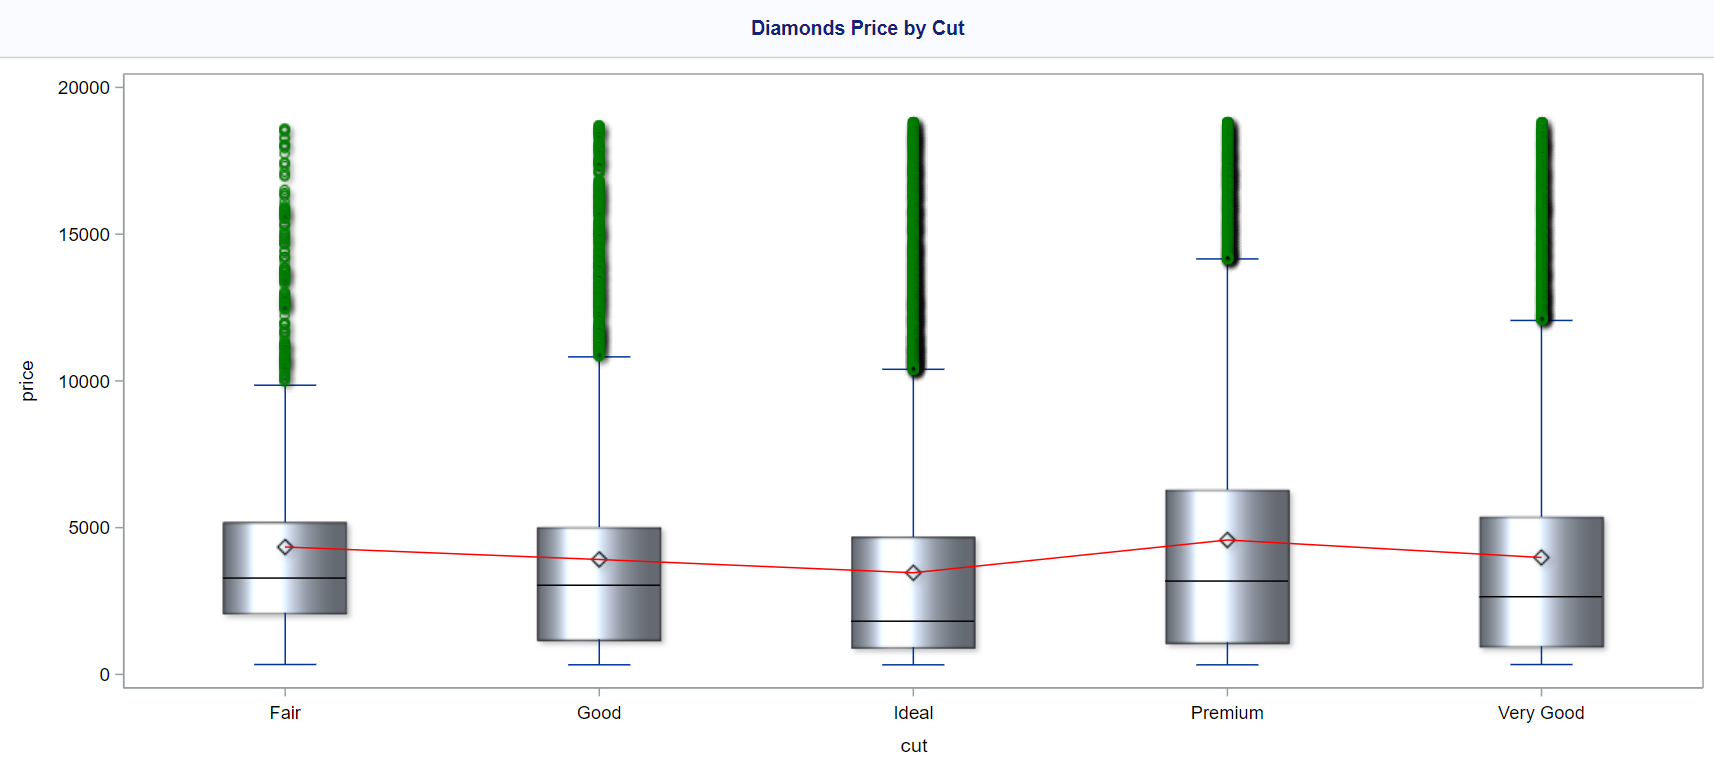 Diamonds Price by Cut
20000
15000
10000
5000
0
price
Fair Good Ideal Premium Very Good
cut